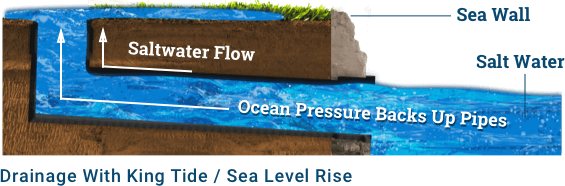 Sea Wall
Saltwater Flow
Salt Water
Ocean Pressure Backs Up Pipes
Drainage With King Tide / Sea Level Rise